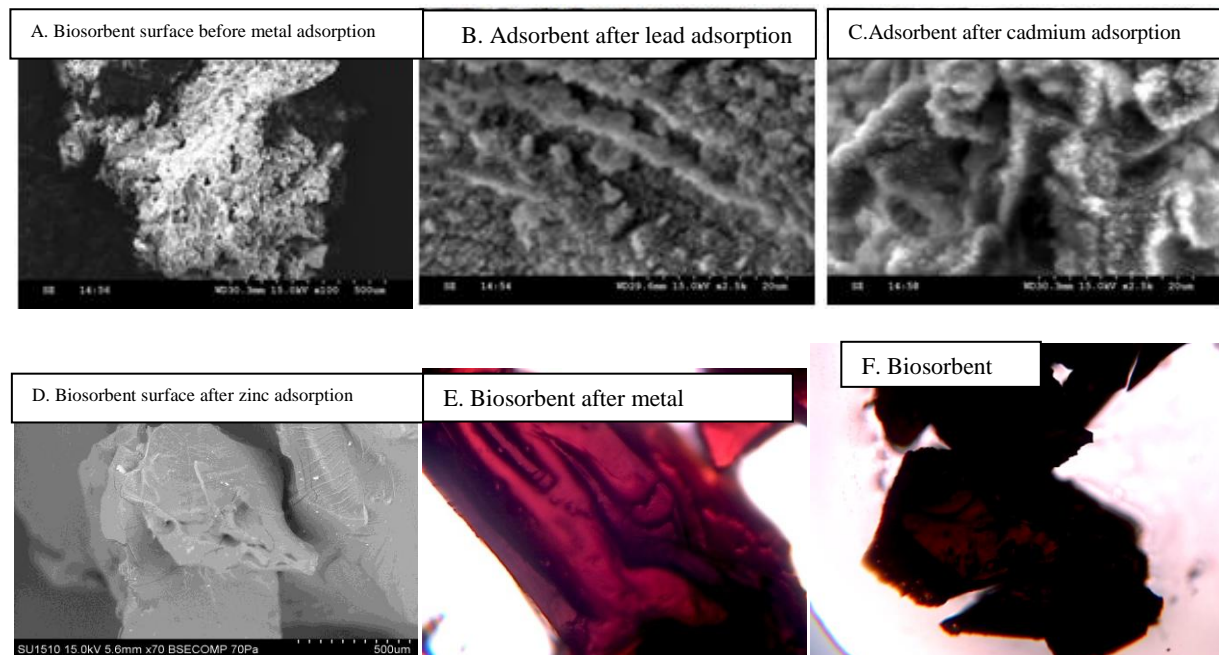 A. Biosorbent surface before metal adsorption
B. Adsorbent after lead adsorption
C.Adsorbent after cadmium adsorption
SE 14:56 WD30.3mm 15.0kV x100 500um
SE 14:54 WD29.6mm 15.0kV x2.5k 20um
SE 14:58 WD30.3mm 15.0kV x2.5k 20um
D. Biosorbent surface after zinc adsorption
E. Biosorbent after metal
F. Biosorbent
SU1510 15.0kV 5.6mm x70 BSECOMP 70Pa 500um